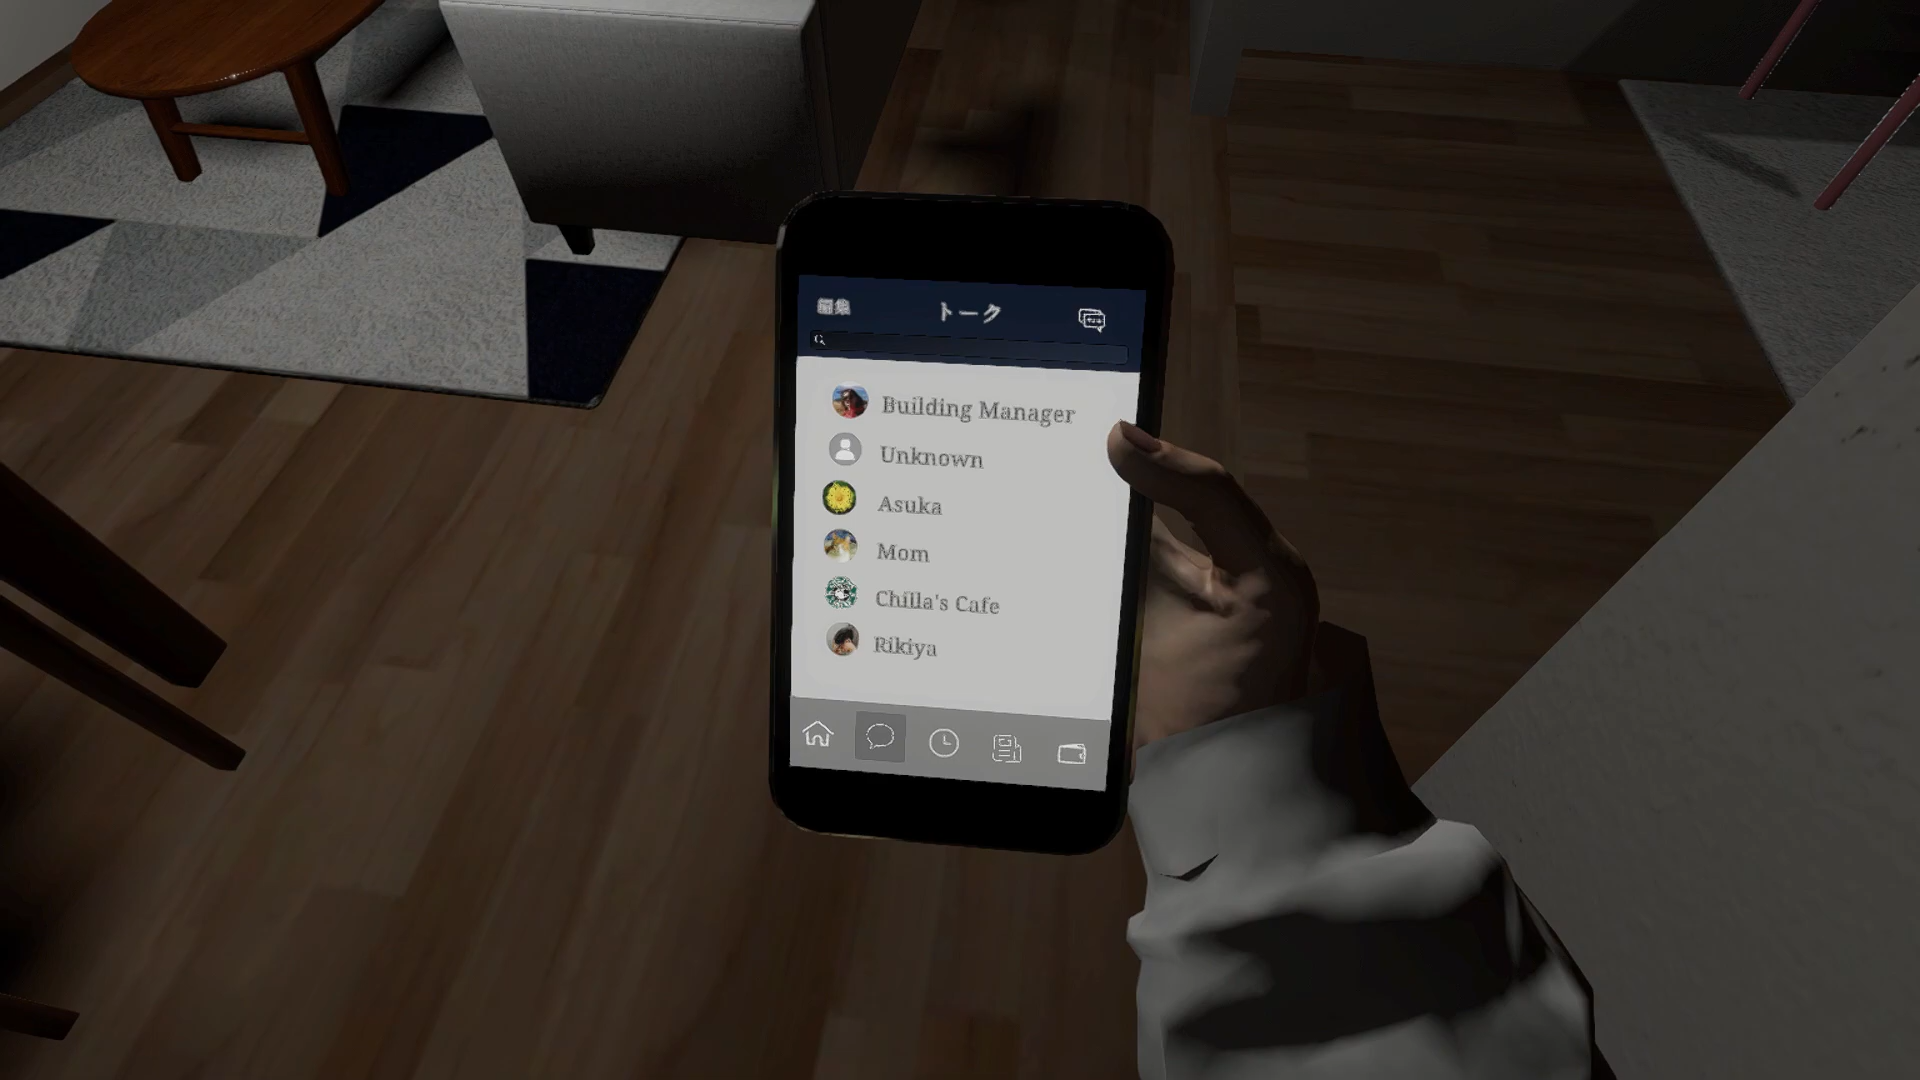 編集
トーク
Building Manager
Unknown
Asuka
Mom
Chilla's Cafe
Rikiya